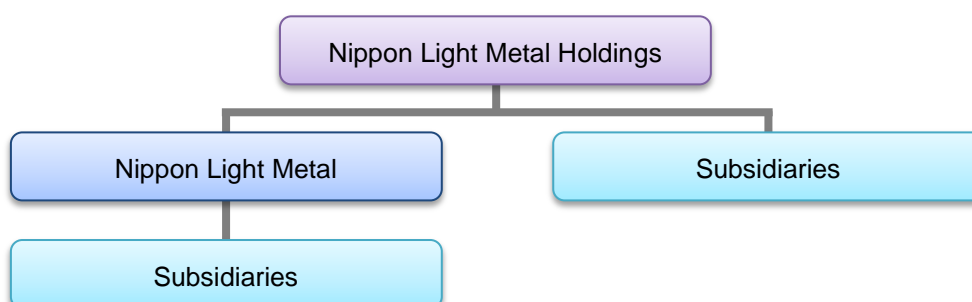 Nippon Light Metal Holdings
Nippon Light Metal
Subsidiaries
Subsidiaries